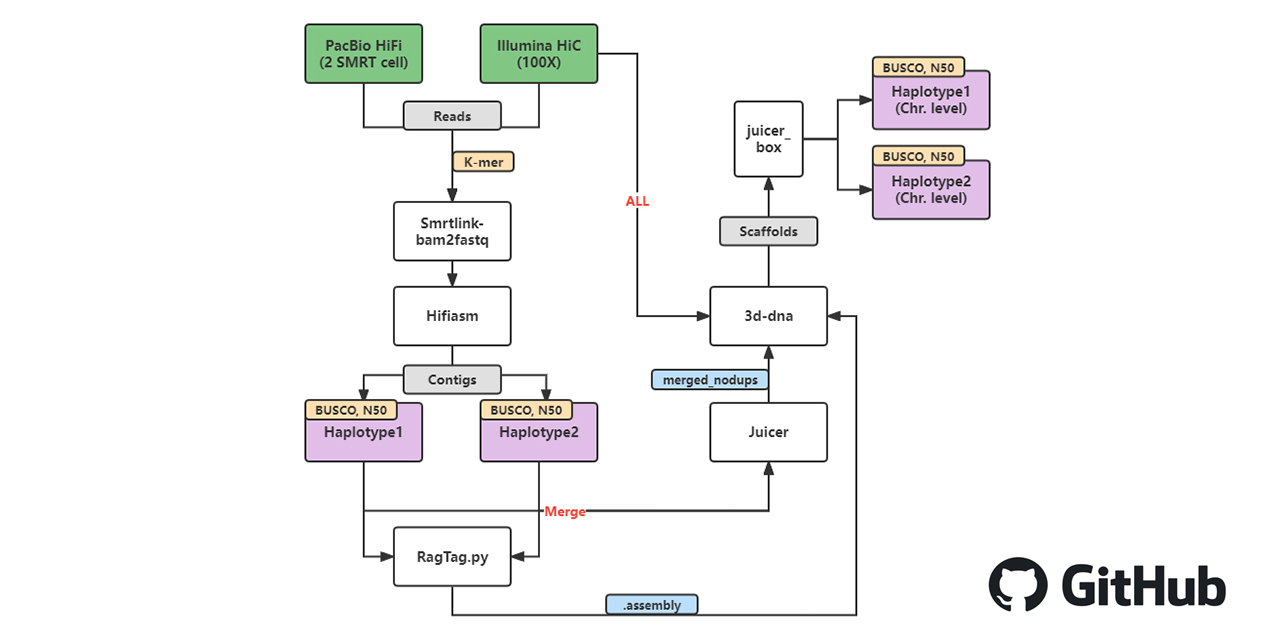 PacBio HiFi
(2 SMRT cell)
Illumina HiC
(100X)
Reads
K-mer
Smrtlink-
bam2fastq
Hifiasm
Contigs
BUSCO, N50
Haplotype1
BUSCO, N50
Haplotype2
Merge
RagTag.py
.assembly
ALL
juicer_
box
Scaffolds
3d-dna
merged_nodups
Juicer
BUSCO, N50
Haplotype1
(Chr. level)
BUSCO, N50
Haplotype2
(Chr. level)
GitHub